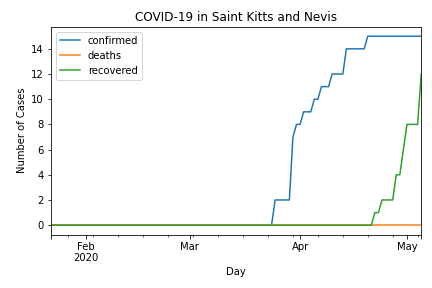 COVID-19 in Saint Kitts and Nevis
confirmed
deaths
recovered
Number of Cases
14
12
10
8
6
4
2
0
Feb
2020
Mar
Apr
May
Day